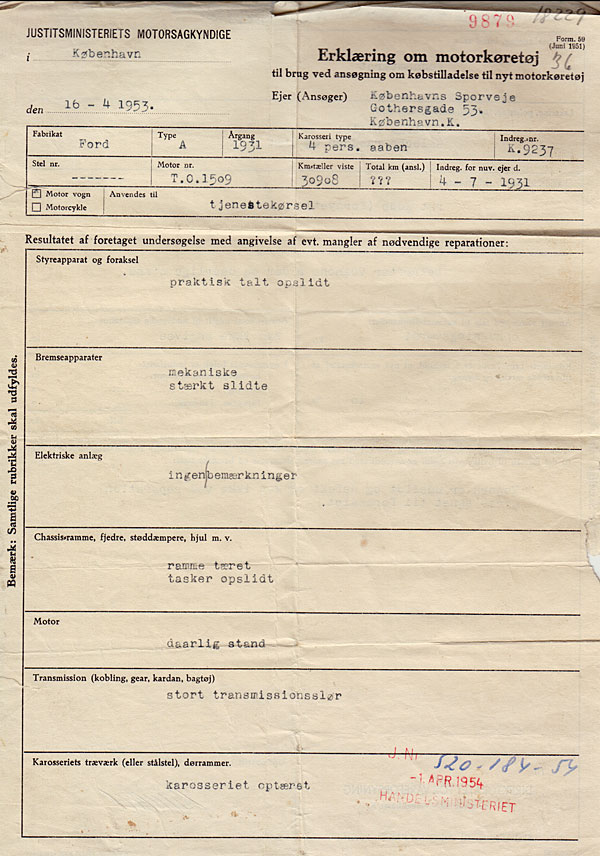 9879 18229
JUSTITSMINISTERIETS MOTORSAGKYNDIGE
Form. 50
(Juni 1951)
i København
Erklæring om motorkøretøj 36
til brug ved ansøgning om købstilladelse til nyt motorkøretøj
Ejer (Ansøger) Københavns Sporveje
Gothersgade 53.
København.K.
den 16 - 4 1953.
Fabrikat Type Årgang Karosseri type Indreg.-nr.
Ford A 1931 4 pers. aaben K.9237
Stel nr. Motor nr. Km-tæller viste Total km (ansl.) Indreg. for nuv. ejer d.
------- T.O.1509 30908 ??? 4 - 7 - 1931
Motor vogn Anvendes til
Motorcykle tjenestekørsel
Resultatet af foretaget undersøgelse med angivelse af evt. mangler af nødvendige reparationer:
Styreapparat og foraksel
praktisk talt opslidt
Bremseapparater
mekaniske
stærkt slidte
Elektriske anlæg
ingen/bemærkninger
Chassisramme, fjedre, støddæmpere, hjul m. v.
ramme tæret
tasker opslidt
Motor
daarlig stand
Transmission (kobling, gear, kardan, bagtøj)
stort transmissionsslør
Karosseriets træværk (eller stålstel), dørrammer.
karosseriet optæret
J. Nr. 520-184-54
-1. APR. 1954
HANDELSMINISTERIET
Bemærk: Samtlige rubrikker skal udfyldes.